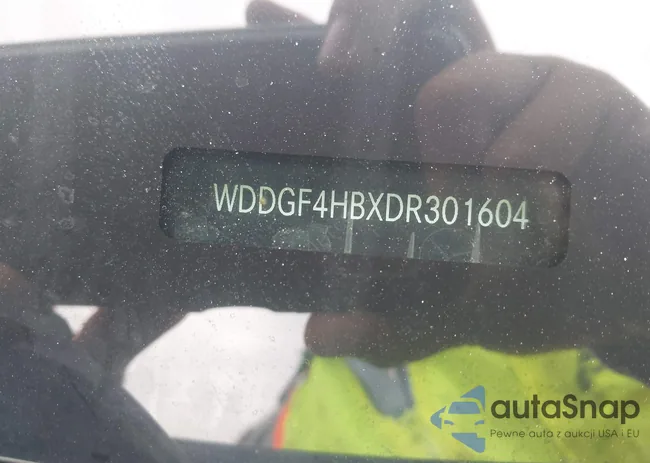 WDDGF4HBXDR301604
autaSnap
Pewne auta z aukcji USA i EU